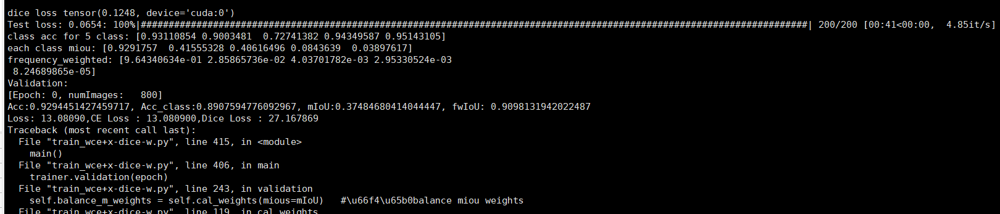 dice loss tensor(0.1248, device='cuda:0')
Test loss: 0.0654: 100%|########################################################################################################################| 200/200 [00:41<00:00,  4.85it/s]
class acc for 5 class: [0.93110854 0.9003481  0.72741382 0.94349587 0.95143105]
each class miou: [0.9291757  0.41555328 0.40616496 0.0843639  0.03897617]
frequency_weighted: [9.64340634e-01 2.85865736e-02 4.03701782e-03 2.95330524e-03
 8.24689865e-05]
Validation:
[Epoch: 0, numImages:   800]
Acc:0.9294451427459717, Acc_class:0.8907594776092967, mIoU:0.37484680414044447, fwIoU: 0.9098131942022487
Loss: 13.08090,CE Loss : 13.080900,Dice Loss : 27.167869
Traceback (most recent call last):
  File "train_wce+x-dice-w.py", line 415, in <module>
    main()
  File "train_wce+x-dice-w.py", line 406, in main
    trainer.validation(epoch)
  File "train_wce+x-dice-w.py", line 243, in validation
    self.balance_m_weights = self.cal_weights(mious=mIoU)   #\u66f4\u65b0balance miou weights
  File "train_wce+x-dice-w.py", line 119, in cal_weights